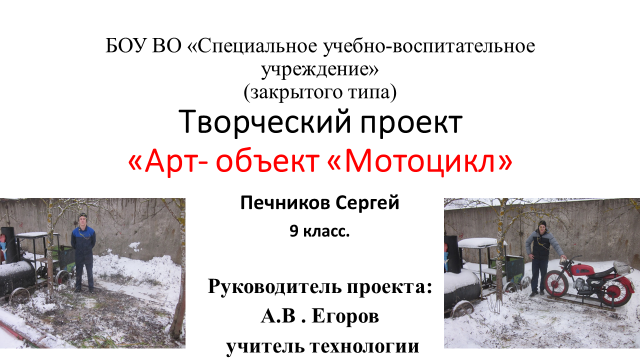 БОУ ВО «Специальное учебно-воспитательное
учреждение»
(закрытого типа)
Творческий проект
«Арт- объект «Мотоцикл»
Печников Сергей
9 класс.
Руководитель проекта:
А.В . Егоров
учитель технологии